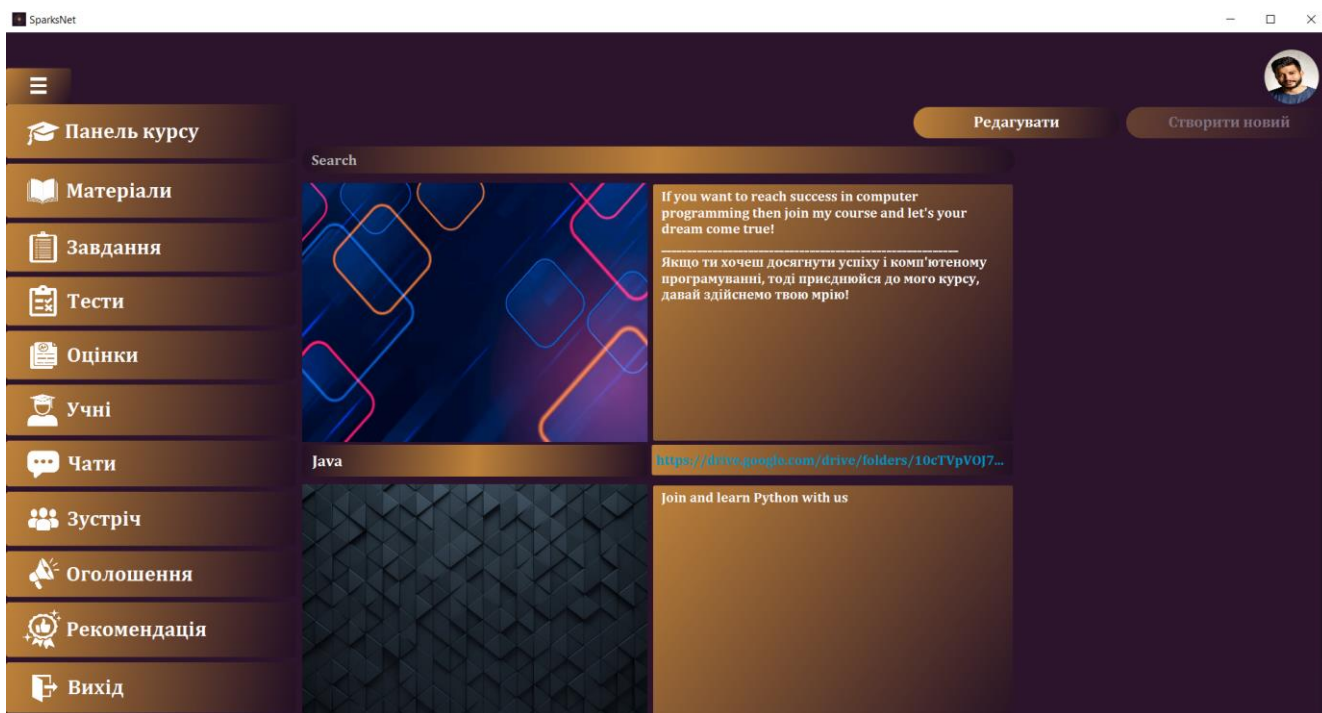 SparksNet
Панель курсу
Матеріали
Завдання
Тести
Оцінки
Учні
Чати
Зустріч
Оголошення
Рекомендація
Вихід
Редагувати
Створити новий
Search
If you want to reach success in computer
programming then join my course and let's your
dream come true!
Якщо ти хочеш досягнути успіху і комп'ютеному
програмуванні, тоді приєднюйся до мого курсу,
давай здійснемо твою мрію!
Java
https://drive.google.com/drive/folders/10cTVpVOJ7...
Join and learn Python with us